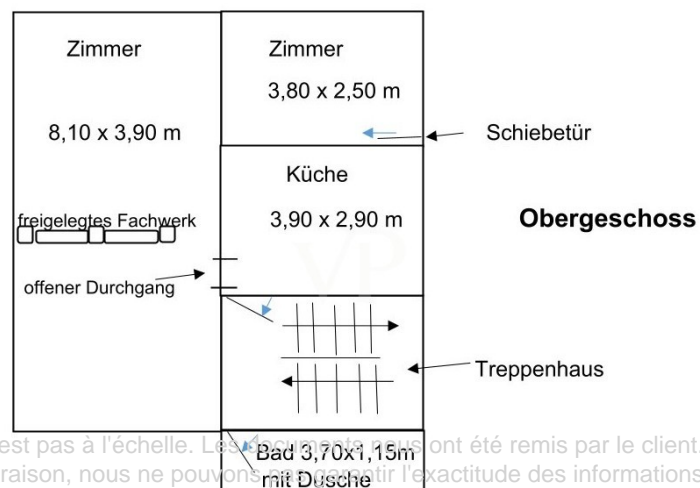 Zimmer
8,10 x 3,90 m
freigelegtes Fachwerk
offener Durchgang
Zimmer
3,80 x 2,50 m
Schiebetür
Küche
3,90 x 2,90 m
Obergeschoss
VP
Treppenhaus
Bad 3,70x1,15m
mit Dusche
est pas à l'échelle. Les documents nous ont été remis par le client.
raison, nous ne pouvons pas garantir l'exactitude des informations